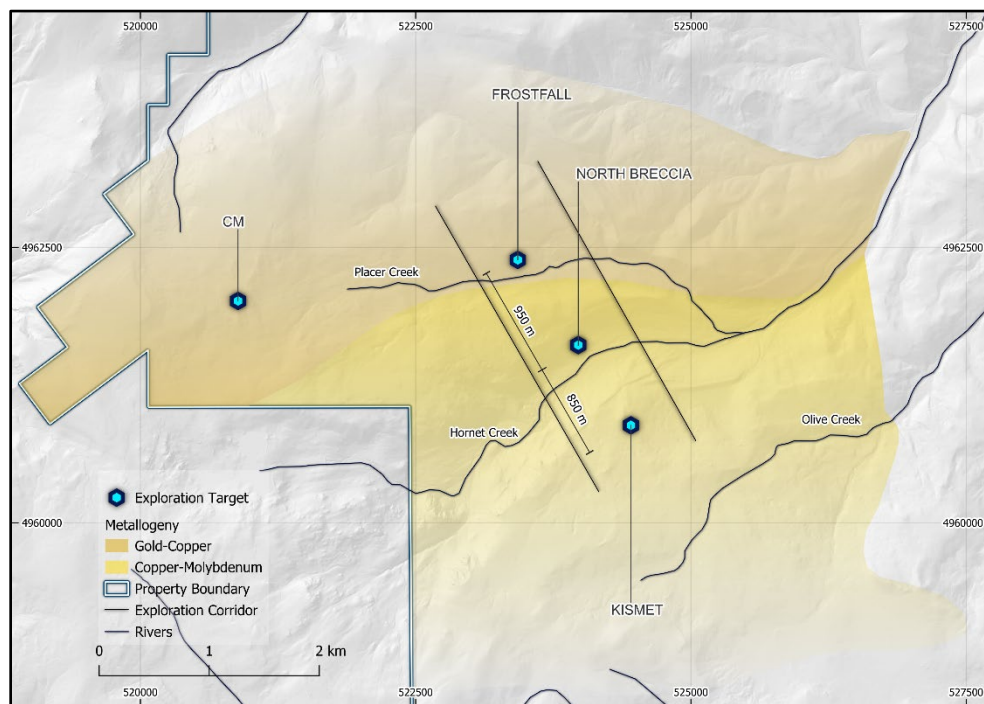 520000
522500
525000
527500
FROSTFALL
NORTH BRECCIA
CM
4962500
4962500
Placer Creek
950 m
850 m
Hornet Creek
Olive Creek
Exploration Target
Metallogeny
Gold-Copper
Copper-Molybdenum
Property Boundary
Exploration Corridor
Rivers
0 1 2 km
4960000
4960000
KISMET
520000
522500
525000
527500